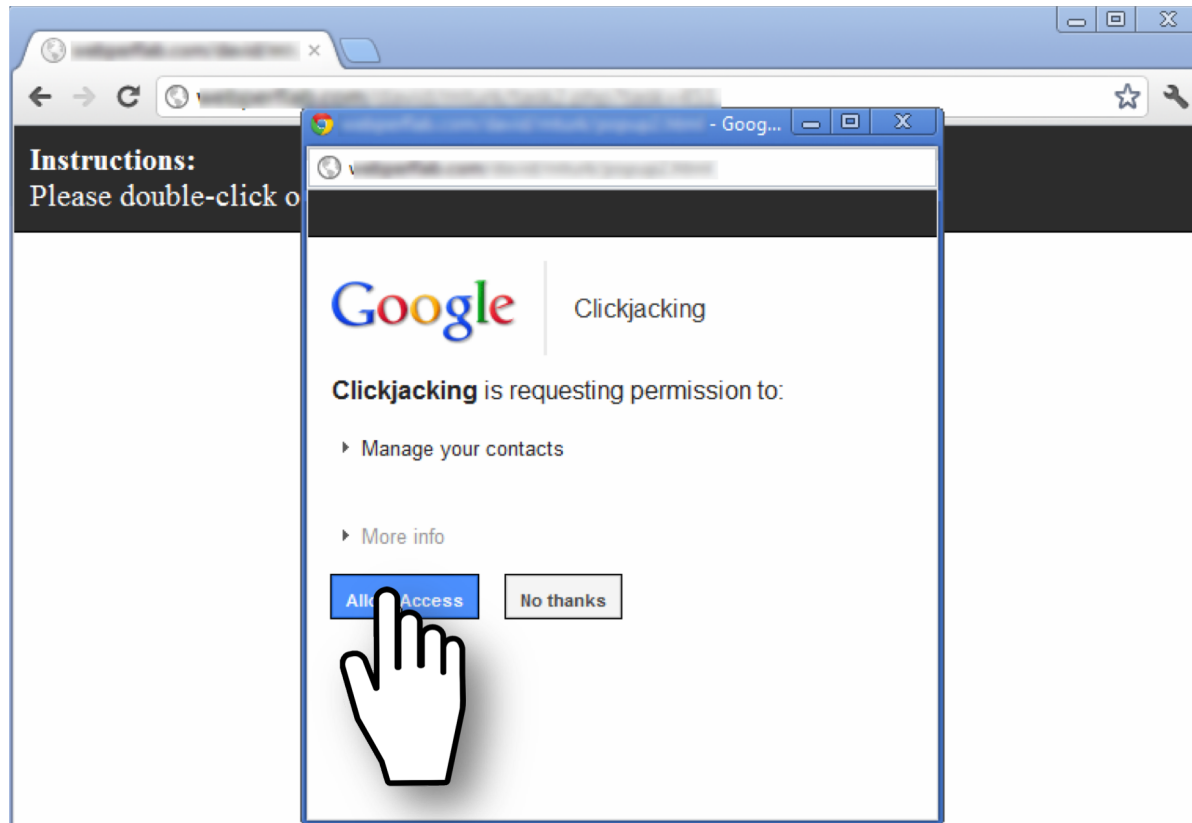 - Goog...
Instructions:
Please double-click o
Google
Clickjacking
Clickjacking is requesting permission to:
Manage your contacts
More info
Access
No thanks